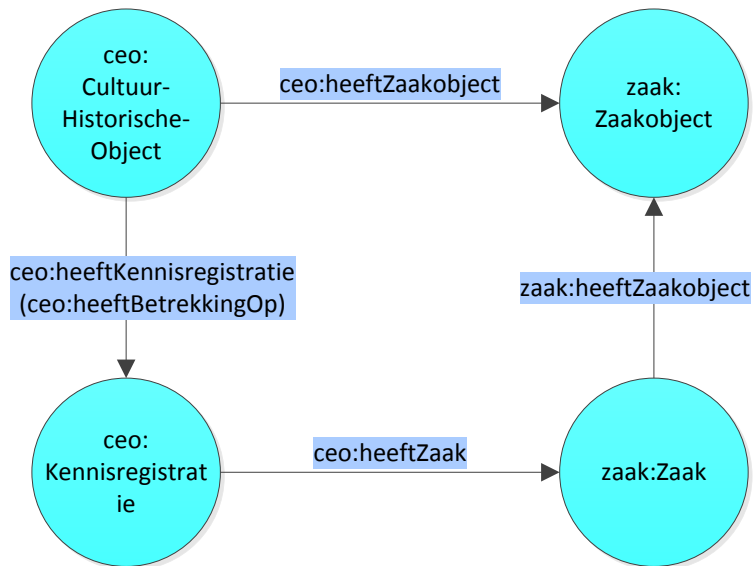 ceo:
Cultuur-
Historische-
Object
ceo:heeftZaakobject
zaak:
Zaakobject
ceo:heeftKennisregistratie
(ceo:heeftBetrekkingOp)
zaak:heeftZaakobject
ceo:
Kennisregistrat
ie
ceo:heeftZaak
zaak:Zaak